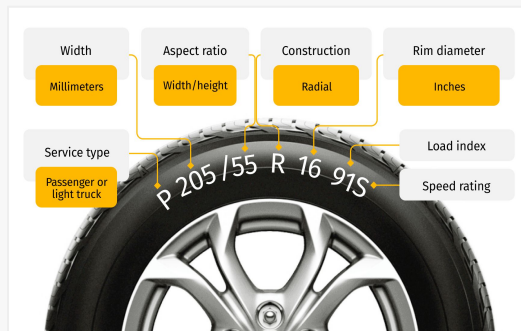 Width
Millimeters
Aspect ratio
Width/height
Construction
Radial
Rim diameter
Inches
Service type
Passenger or
light truck
Load index
Speed rating
P 205/55 R 16 91S